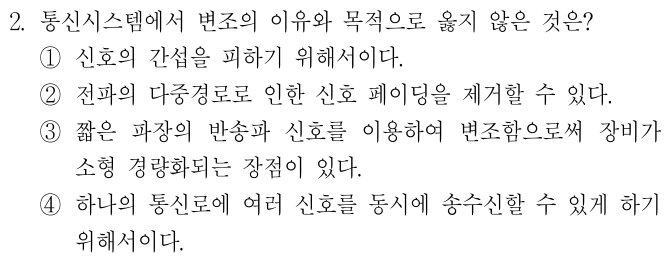 2. 통신시스템에서 변조의 이유와 목적으로 옳지 않은 것은?
① 신호의 간섭을 피하기 위해서이다.
② 전파의 다중경로로 인한 신호 페이딩을 제거할 수 있다.
③ 짧은 파장의 반송파 신호를 이용하여 변조함으로써 장비가
소형 경량화되는 장점이 있다.
④ 하나의 통신로에 여러 신호를 동시에 송수신할 수 있게 하기
위해서이다.